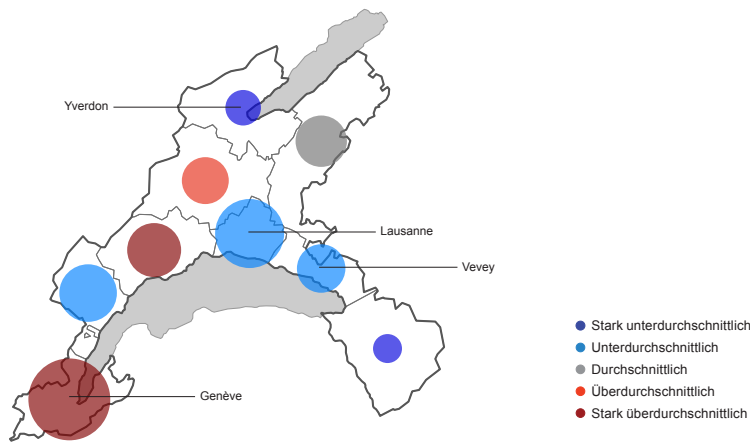 Yverdon
Lausanne
Vevey
Genève
Stark unterdurchschnittlich
Unterdurchschnittlich
Durchschnittlich
Überdurchschnittlich
Stark überdurchschnittlich